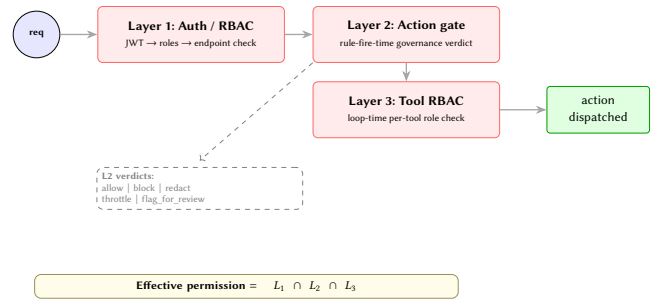 req
Layer 1: Auth / RBAC
JWT → roles → endpoint check
Layer 2: Action gate
rule-fire-time governance verdict
Layer 3: Tool RBAC
loop-time per-tool role check
action
dispatched
L2 verdicts:
allow | block | redact
throttle | flag_for_review
Effective permission = L₁ ∩ L₂ ∩ L₃